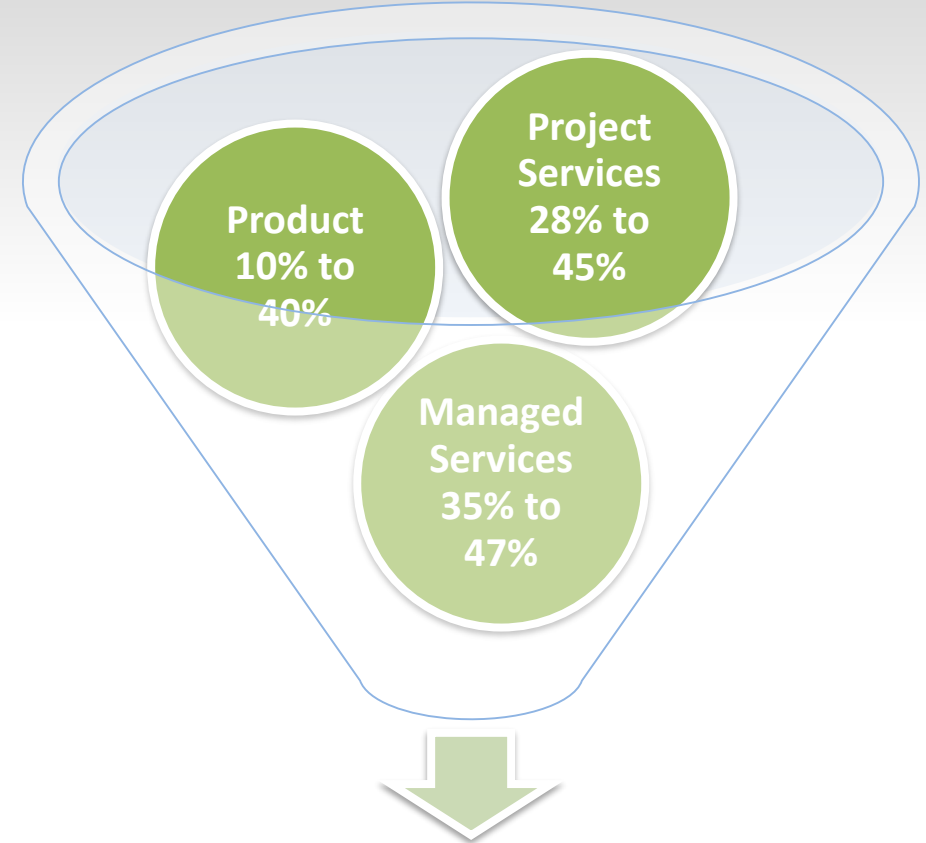 Project
Services
28% to
45%
Product
10% to
40%
Managed
Services
35% to
47%